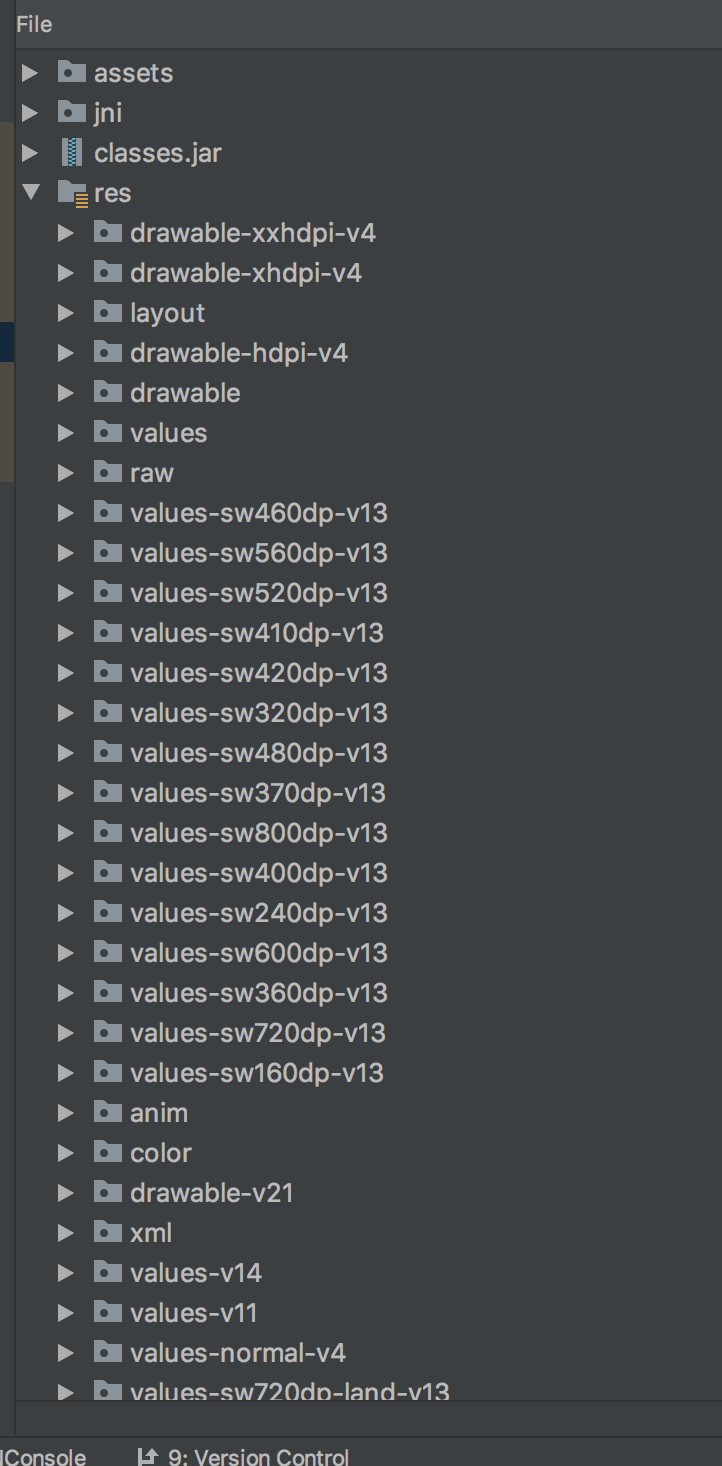 File
assets
jni
classes.jar
res
drawable-xxhdpi-v4
drawable-xhdpi-v4
layout
drawable-hdpi-v4
drawable
values
raw
values-sw460dp-v13
values-sw560dp-v13
values-sw520dp-v13
values-sw410dp-v13
values-sw420dp-v13
values-sw320dp-v13
values-sw480dp-v13
values-sw370dp-v13
values-sw800dp-v13
values-sw400dp-v13
values-sw240dp-v13
values-sw600dp-v13
values-sw360dp-v13
values-sw720dp-v13
values-sw160dp-v13
anim
color
drawable-v21
xml
values-v14
values-v11
values-normal-v4
values-sw720dp-land-v13
Console 9: Version Control